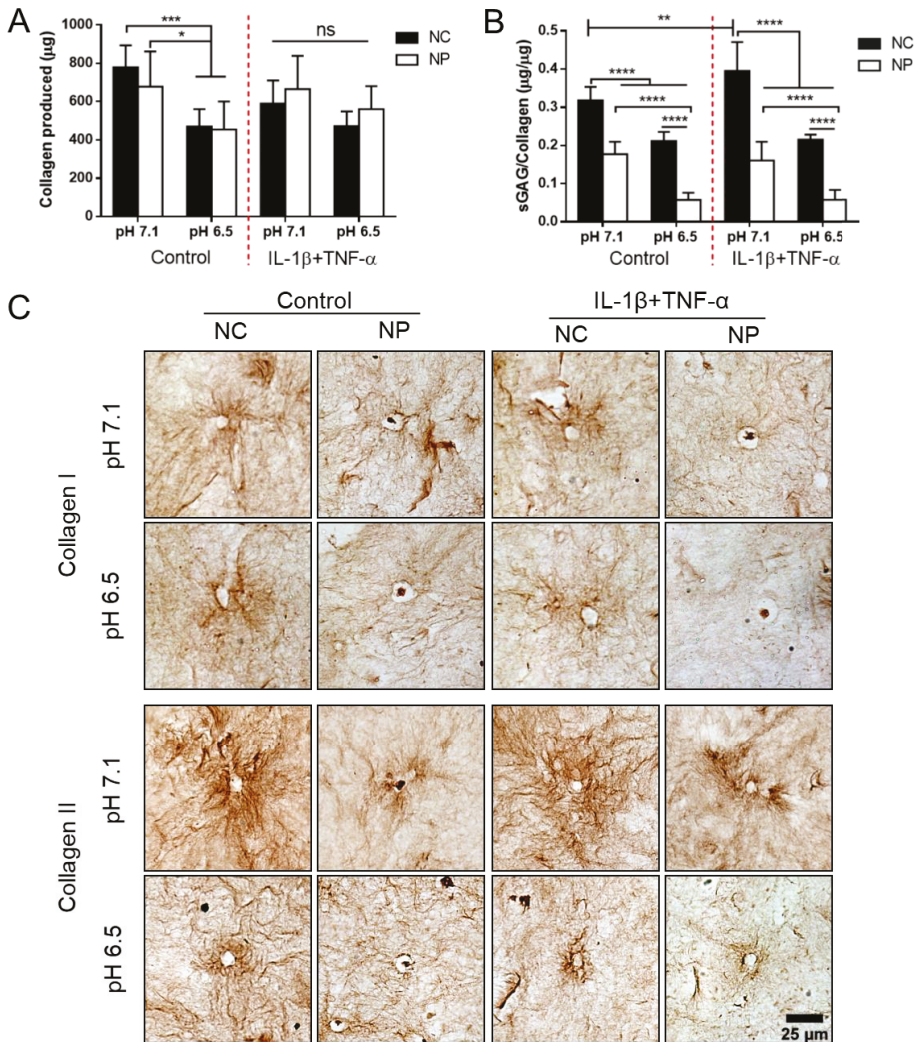 A
Collagen produced (µg)
1000
800
600
400
200
0
***
*
ns
NC
NP
pH 7.1
pH 6.5
pH 7.1
pH 6.5
Control
IL-1β+TNF-α
B
sGAG/Collagen (µg/µg)
0.5
0.4
0.3
0.2
0.1
0.0
**
****
****
****
****
****
****
NC
NP
pH 7.1
pH 6.5
pH 7.1
pH 6.5
Control
IL-1β+TNF-α
C
Control
IL-1β+TNF-α
NC
NP
NC
NP
Collagen I
pH 7.1
pH 6.5
Collagen II
pH 7.1
pH 6.5
25 µm